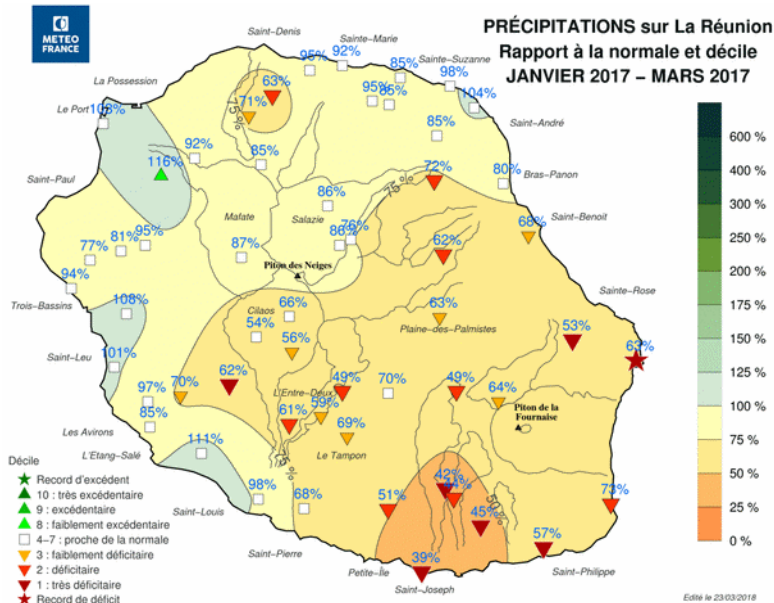 METEO
FRANCE
PRÉCIPITATIONS sur La Réunion
Rapport à la normale et décile
JANVIER 2017 – MARS 2017
Saint-Denis
Sainte-Marie
95%
92%
85%
Sainte-Suzanne
98%
La Possession
63%
71%
75 %
95%
104%
Le Port
Saint-André
85%
92%
85%
116%
72%
75 %
80%
Bras-Panon
Saint-Paul
86%
Mafate
Salazie
76%
68%
Saint-Benoit
95%
81%
77%
87%
62%
Piton des Neiges
94%
Sainte-Rose
Trois-Bassins
108%
Cilaos
66%
63%
Plaine-des-Palmistes
54%
53%
63%
Saint-Leu
101%
56%
62%
70%
49%
L'Entre-Deux
70%
49%
64%
97%
59%
Piton de la
Fournaise
85%
61%
69%
Les Avirons
Le Tampon
L'Etang-Salé
111%
75 %
42%
98%
68%
51%
50 %
73%
Saint-Louis
45%
57%
Saint-Pierre
39%
Petite-Île
Saint-Joseph
Saint-Philippe
Décile
Record d'excédent
10 : très excédentaire
9 : excédentaire
8 : faiblement excédentaire
4–7 : proche de la normale
3 : faiblement déficitaire
2 : déficitaire
1 : très déficitaire
Record de déficit
600 %
300 %
250 %
200 %
175 %
150 %
125 %
100 %
75 %
50 %
25 %
0 %
Edité le 23/03/2018